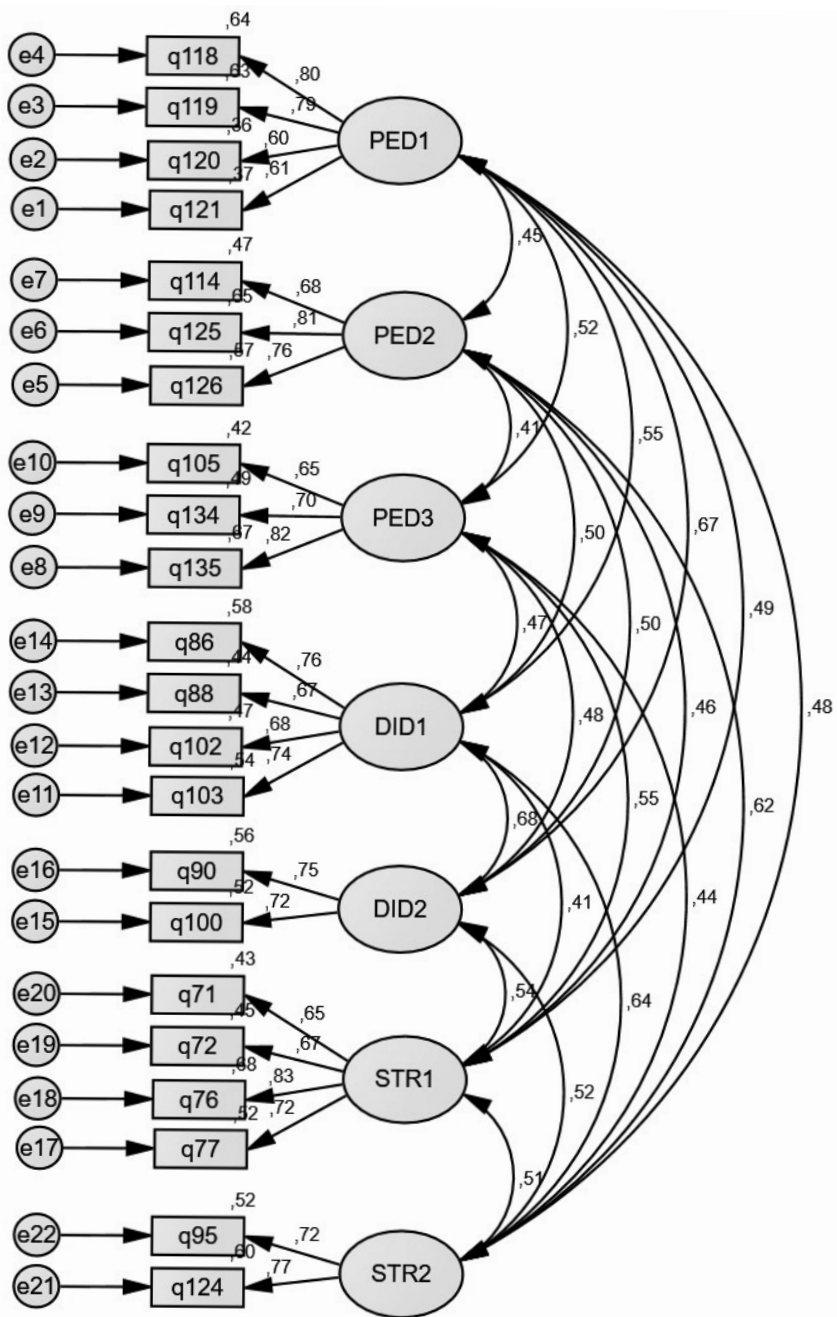 ,64
e4 q118 ,80
,63
e3 q119 ,79 PED1
,36
e2 q120 ,60
,37 ,61
e1 q121
,45
,47
e7 q114 ,68
,65
e6 q125 ,81 PED2
,52
,57 ,76
e5 q126
,41 ,55
,42
e10 q105 ,65
,49
e9 q134 ,70 PED3
,67
,67 ,82 ,50
e8 q135
,58 ,49
e14 q86 ,76 ,47 ,50
,44
e13 q88 ,67
,47 ,48 ,46 ,48
e12 q102 ,68 DID1
,54 ,74
e11 q103 ,55 ,62
,68
,56
e16 q90 ,75
,52 ,41 ,44
e15 q100 ,72 DID2
,43
e20 q71 ,65 ,54 ,64
,45
e19 q72 ,67
,68 STR1
e18 q76 ,83 ,52
,52 ,72
e17 q77
,51
,52
e22 q95 ,72
,60 STR2
e21 q124 ,77